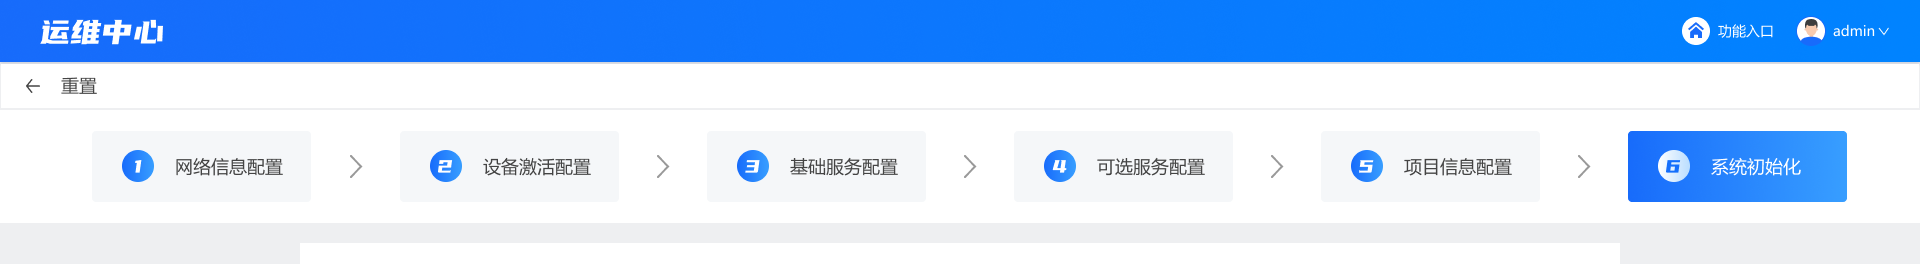 运维中心
功能入口
admin
重置
1 网络信息配置
2 设备激活配置
3 基础服务配置
4 可选服务配置
5 项目信息配置
6 系统初始化